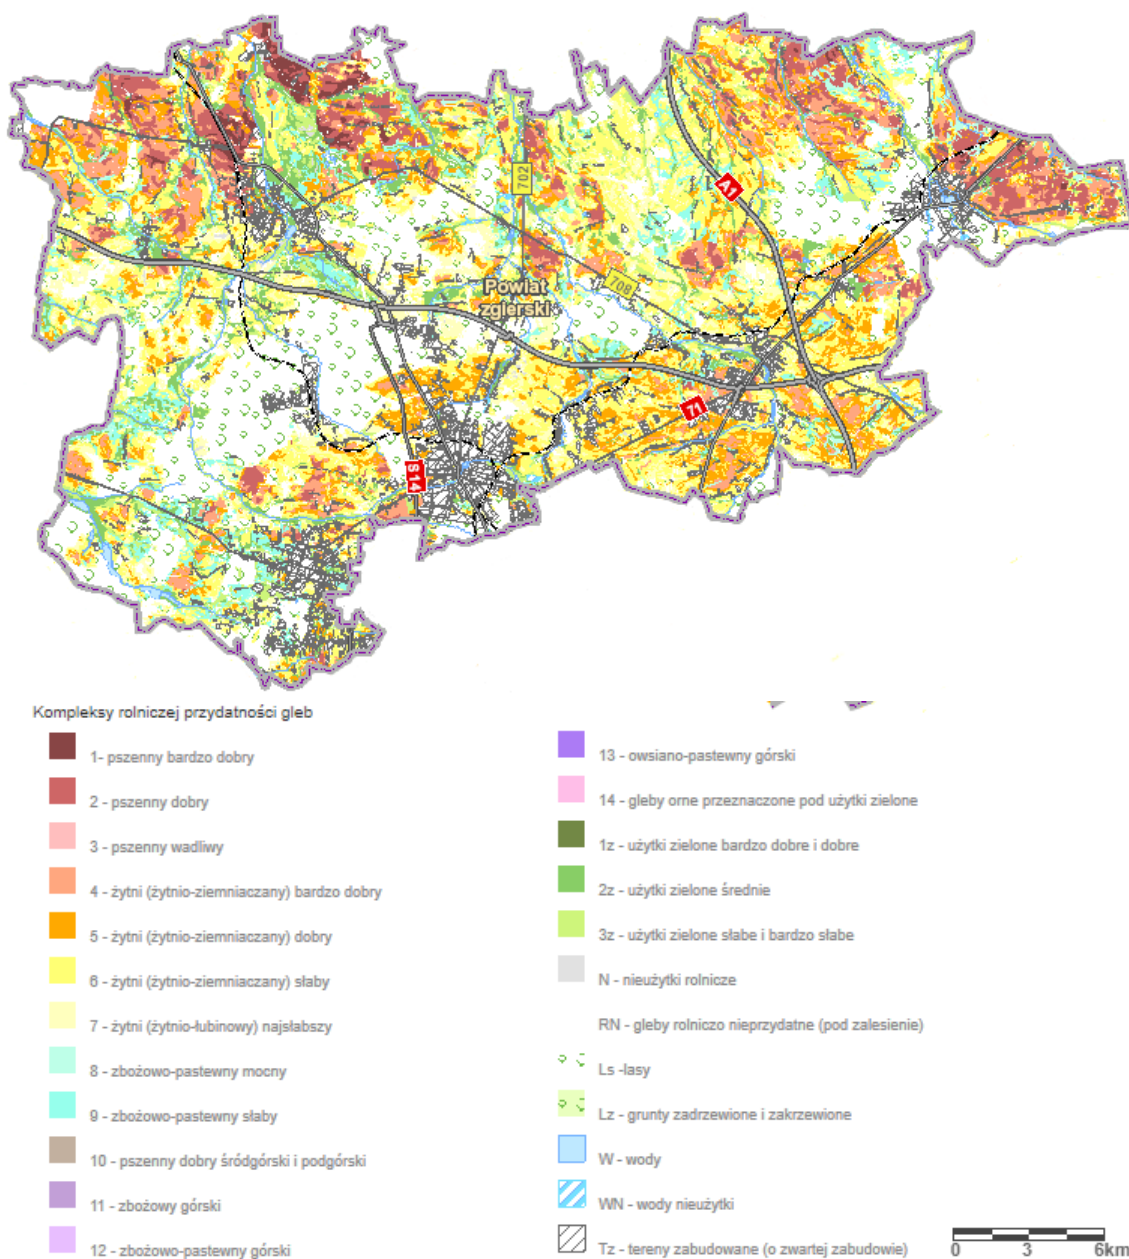 A1
702
708
Powiat
zgierski
71
S14
Kompleksy rolniczej przydatności gleb
1- pszenny bardzo dobry
2 - pszenny dobry
3 - pszenny wadliwy
4 - żytni (żytnio-ziemniaczany) bardzo dobry
5 - żytni (żytnio-ziemniaczany) dobry
6 - żytni (żytnio-ziemniaczany) słaby
7 - żytni (żytnio-łubinowy) najsłabszy
8 - zbożowo-pastewny mocny
9 - zbożowo-pastewny słaby
10 - pszenny dobry śródgórski i podgórski
11 - zbożowy górski
12 - zbożowo-pastewny górski
13 - owsiano-pastewny górski
14 - gleby orne przeznaczone pod użytki zielone
1z - użytki zielone bardzo dobre i dobre
2z - użytki zielone średnie
3z - użytki zielone słabe i bardzo słabe
N - nieużytki rolnicze
RN - gleby rolniczo nieprzydatne (pod zalesienie)
Ls -lasy
Lz - grunty zadrzewione i zakrzewione
W - wody
WN - wody nieużytki
Tz - tereny zabudowane (o zwartej zabudowie)
0 3 6km